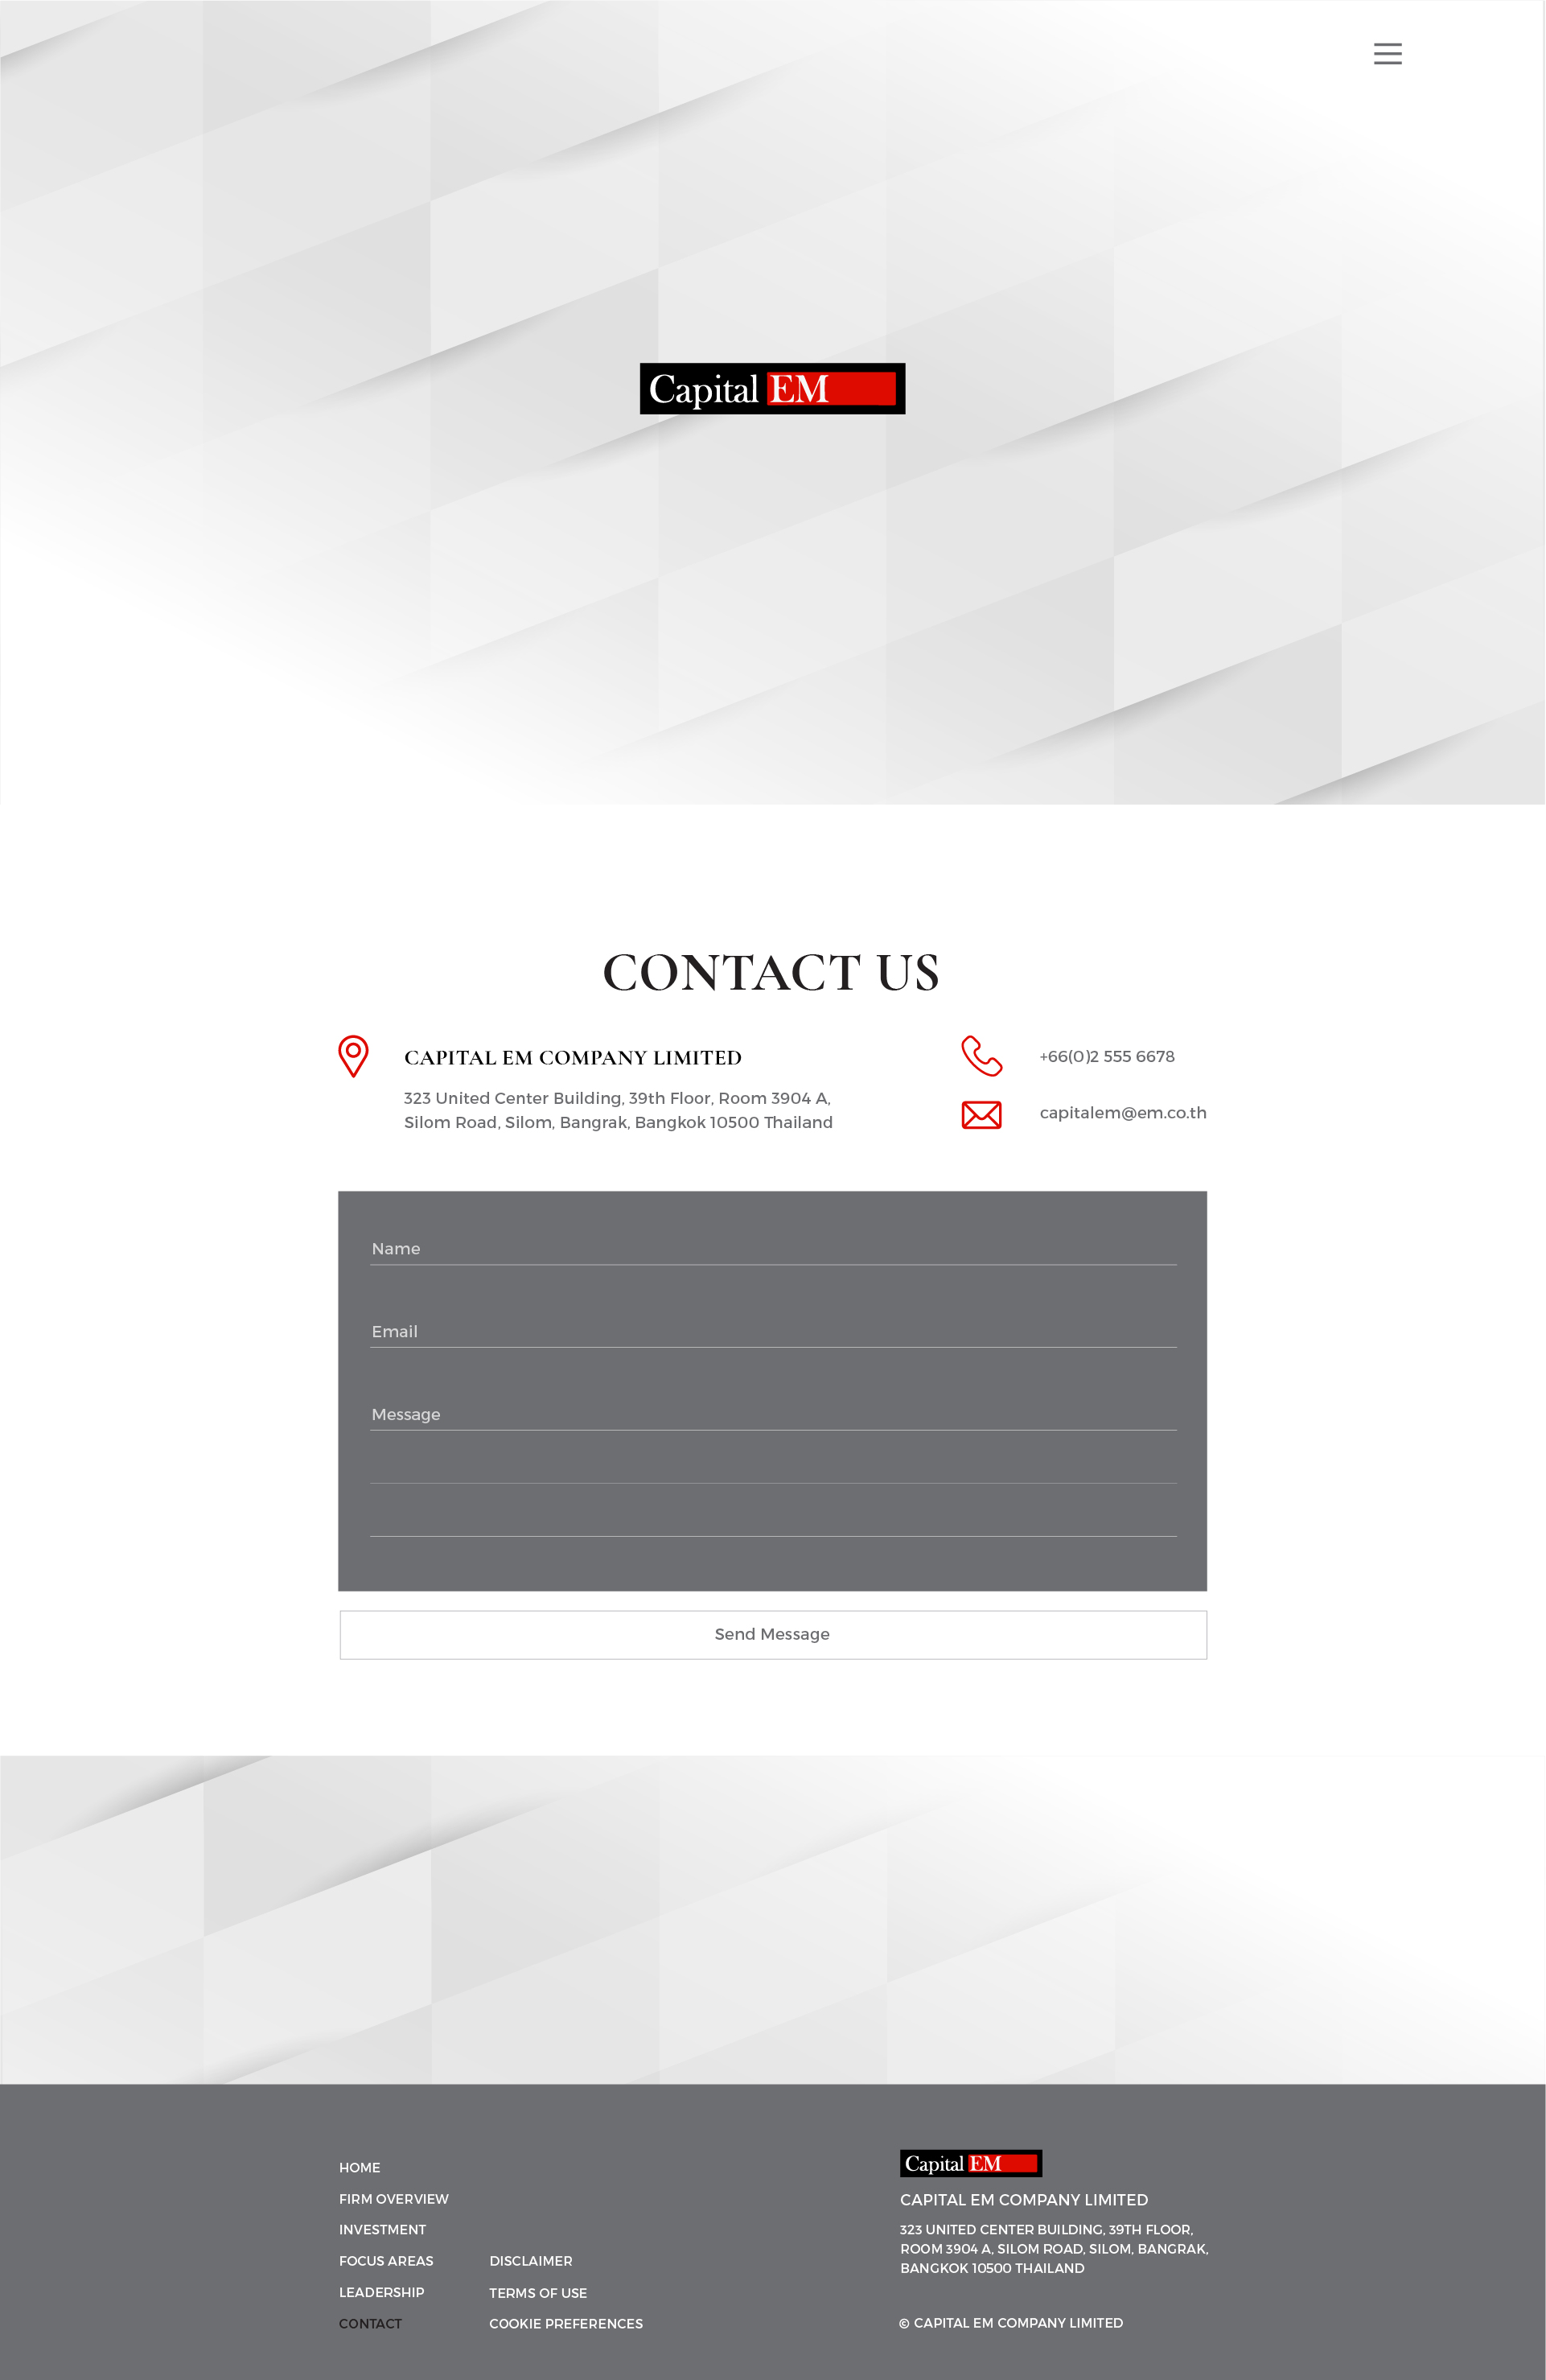 Capital EM
CONTACT US
CAPITAL EM COMPANY LIMITED
323 United Center Building, 39th Floor, Room 3904 A,
Silom Road, Silom, Bangrak, Bangkok 10500 Thailand
+66(0)2 555 6678
capitalem@em.co.th
Name
Email
Message
Send Message
HOME
FIRM OVERVIEW
INVESTMENT
FOCUS AREAS
LEADERSHIP
CONTACT
DISCLAIMER
TERMS OF USE
COOKIE PREFERENCES
Capital EM
CAPITAL EM COMPANY LIMITED
323 UNITED CENTER BUILDING, 39TH FLOOR,
ROOM 3904 A, SILOM ROAD, SILOM, BANGRAK,
BANGKOK 10500 THAILAND
© CAPITAL EM COMPANY LIMITED